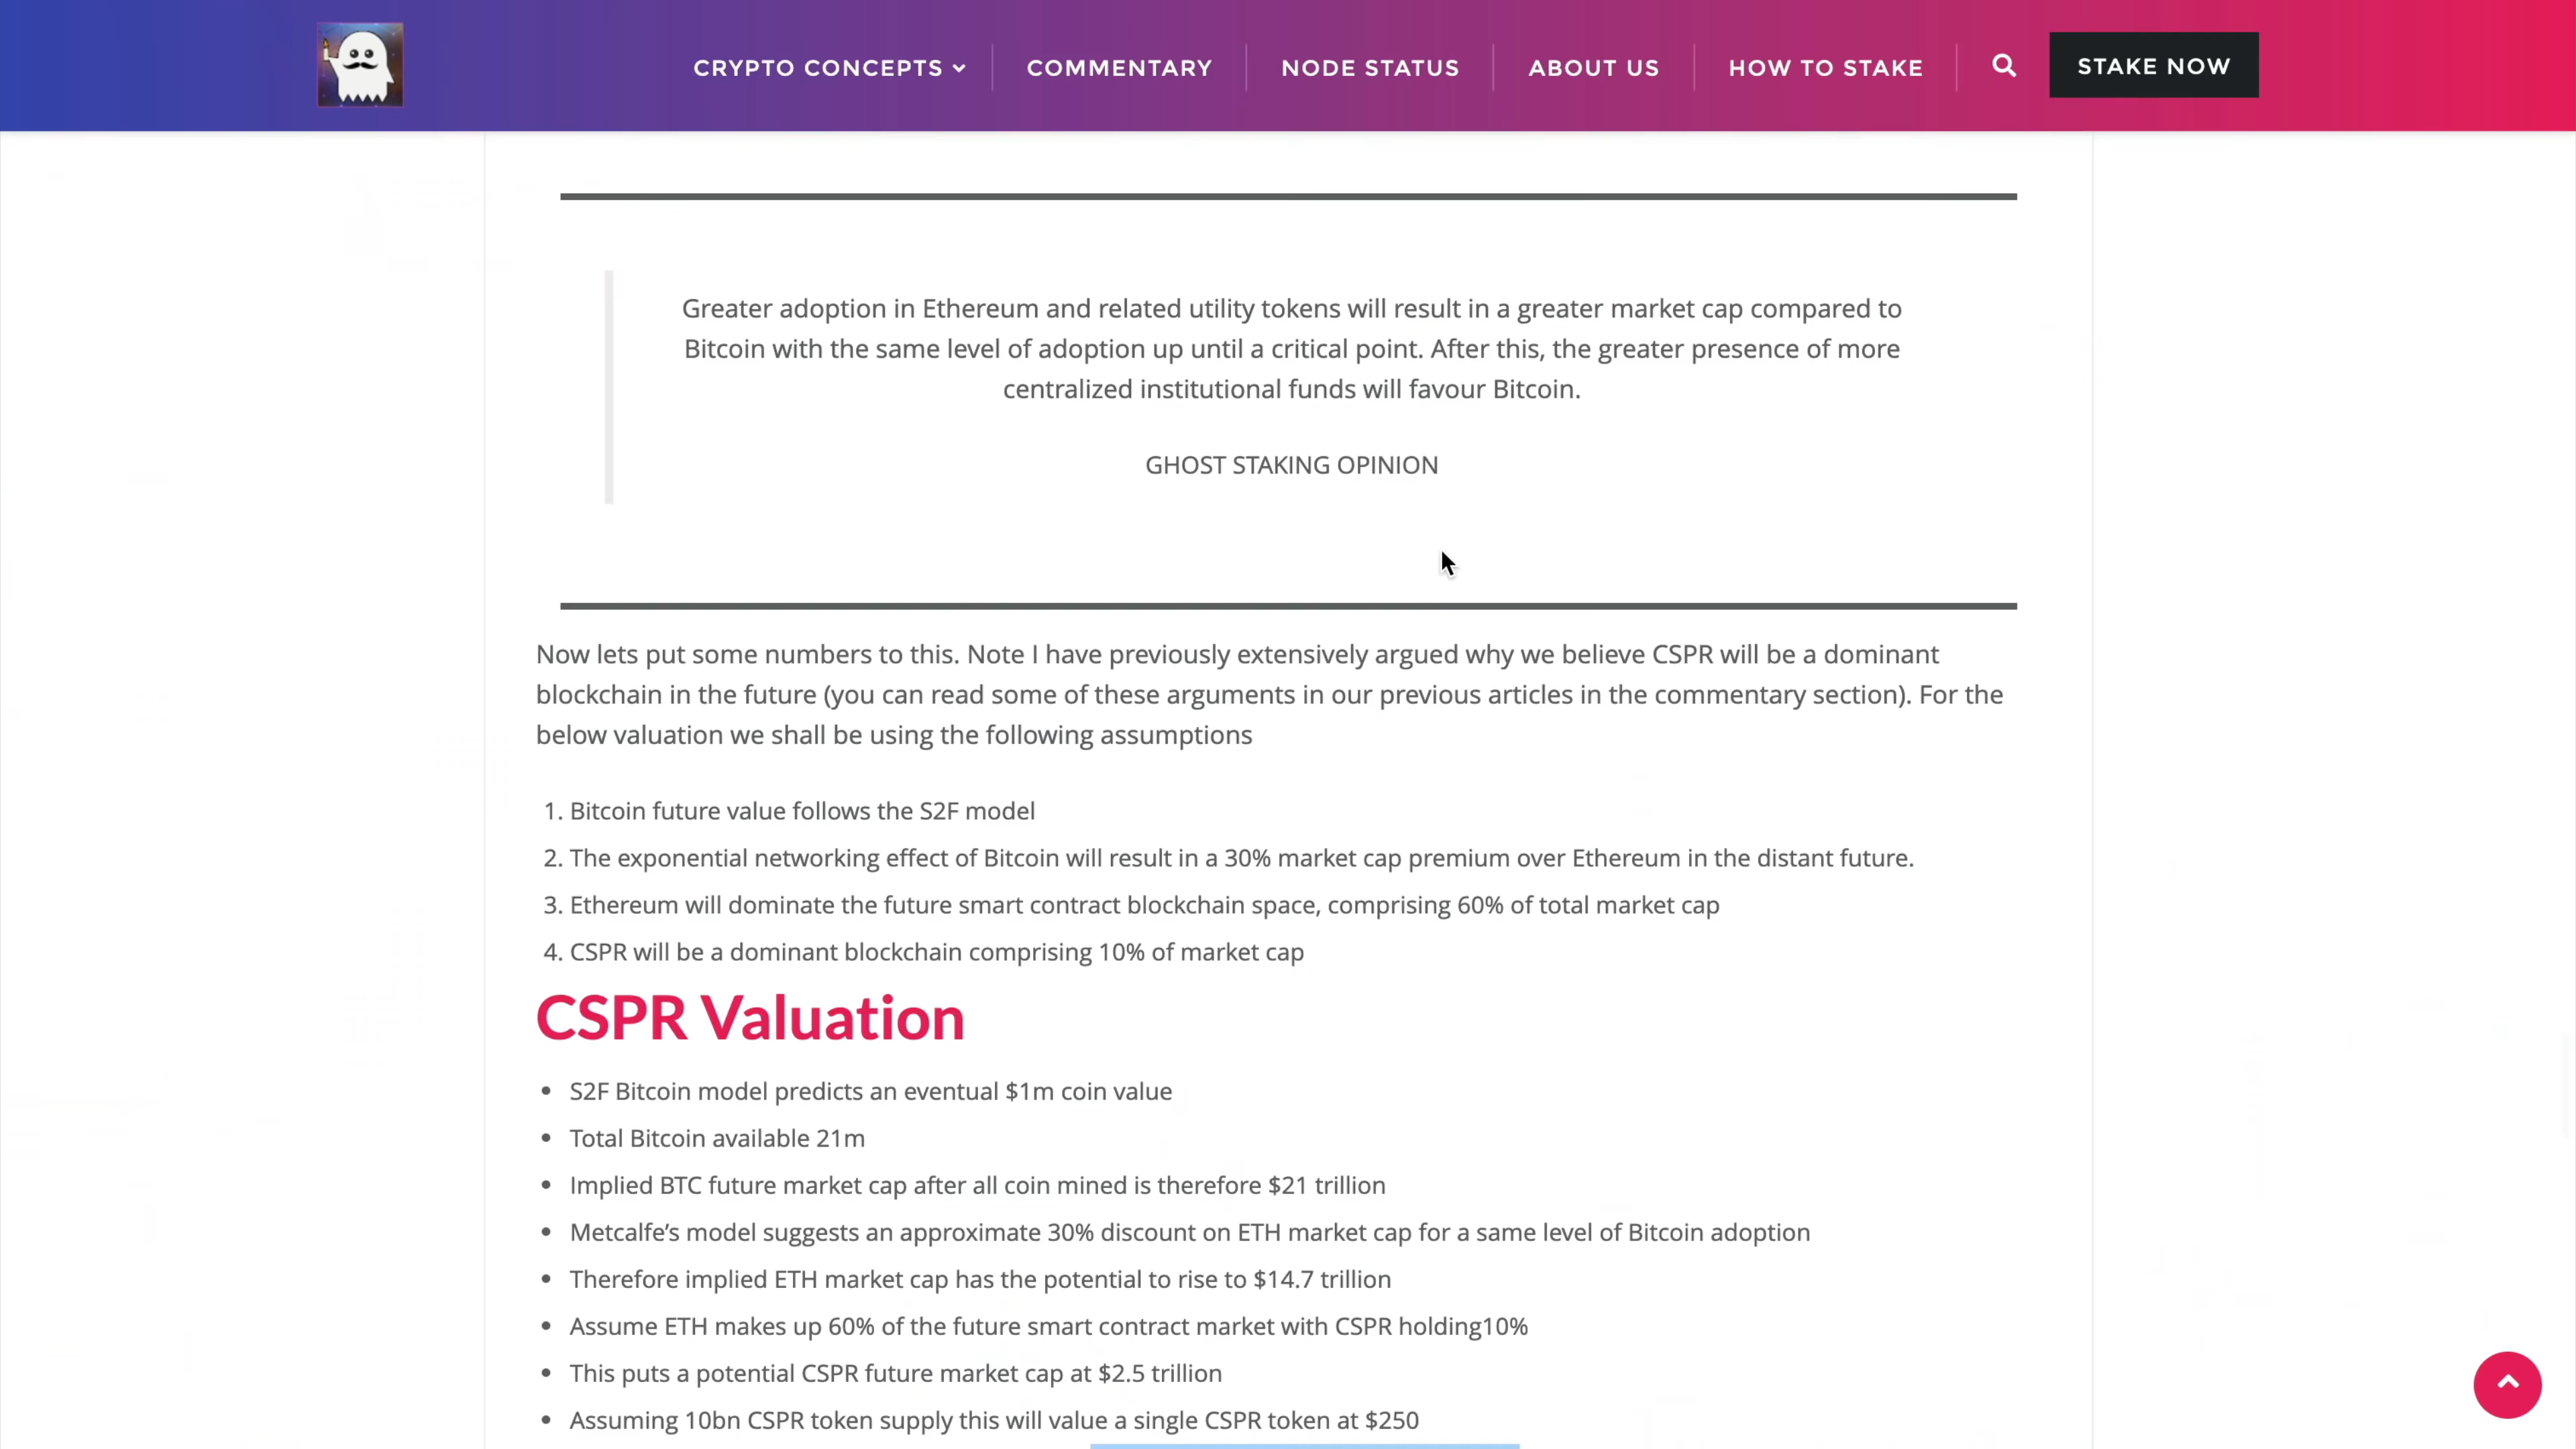 CRYPTO CONCEPTS
COMMENTARY
NODE STATUS
ABOUT US
HOW TO STAKE
STAKE NOW
Greater adoption in Ethereum and related utility tokens will result in a greater market cap compared to
Bitcoin with the same level of adoption up until a critical point. After this, the greater presence of more
centralized institutional funds will favour Bitcoin.
GHOST STAKING OPINION
Now lets put some numbers to this. Note I have previously extensively argued why we believe CSPR will be a dominant
blockchain in the future (you can read some of these arguments in our previous articles in the commentary section). For the
below valuation we shall be using the following assumptions
1. Bitcoin future value follows the S2F model
2. The exponential networking effect of Bitcoin will result in a 30% market cap premium over Ethereum in the distant future.
3. Ethereum will dominate the future smart contract blockchain space, comprising 60% of total market cap
4. CSPR will be a dominant blockchain comprising 10% of market cap
CSPR Valuation
• S2F Bitcoin model predicts an eventual $1m coin value
• Total Bitcoin available 21m
• Implied BTC future market cap after all coin mined is therefore $21 trillion
• Metcalfe's model suggests an approximate 30% discount on ETH market cap for a same level of Bitcoin adoption
• Therefore implied ETH market cap has the potential to rise to $14.7 trillion
• Assume ETH makes up 60% of the future smart contract market with CSPR holding10%
• This puts a potential CSPR future market cap at $2.5 trillion
• Assuming 10bn CSPR token supply this will value a single CSPR token at $250